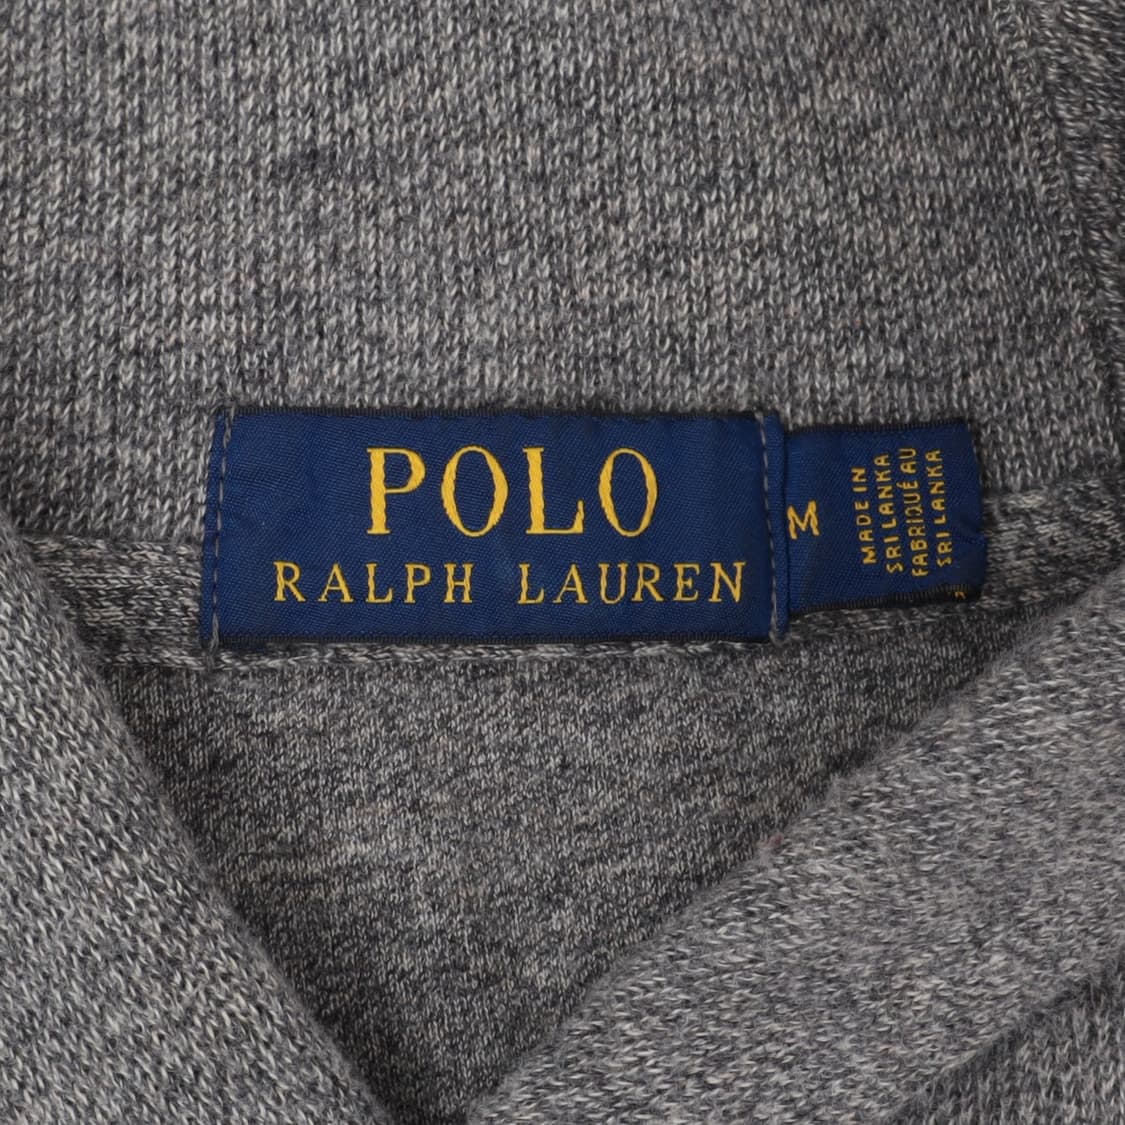 POLO
RALPH LAUREN
M
MADE IN
SRI LANKA
FABRIQUÉ AU
SRI LANKA